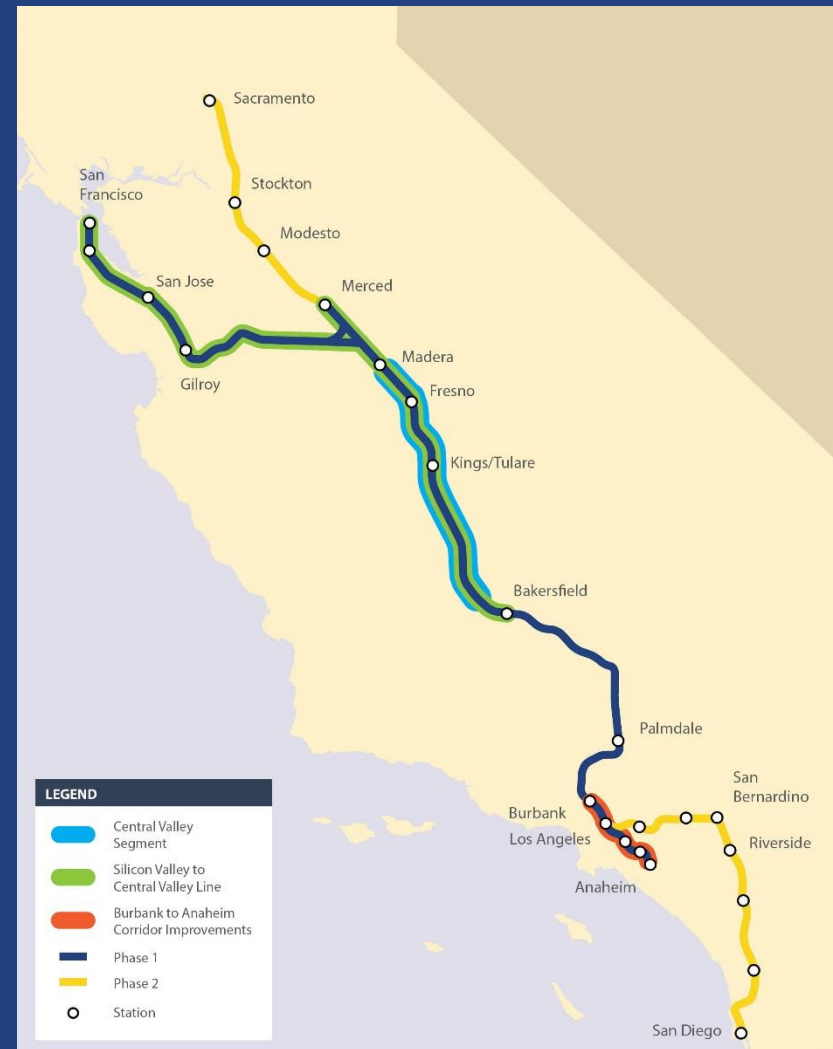 Sacramento
San
Francisco
Stockton
Modesto
San Jose
Merced
Gilroy
Madera
Fresno
Kings/Tulare
Bakersfield
Palmdale
San
Bernardino
Burbank
Los Angeles
Riverside
Anaheim
San Diego
LEGEND
Central Valley
Segment
Silicon Valley to
Central Valley Line
Burbank to Anaheim
Corridor Improvements
Phase 1
Phase 2
Station